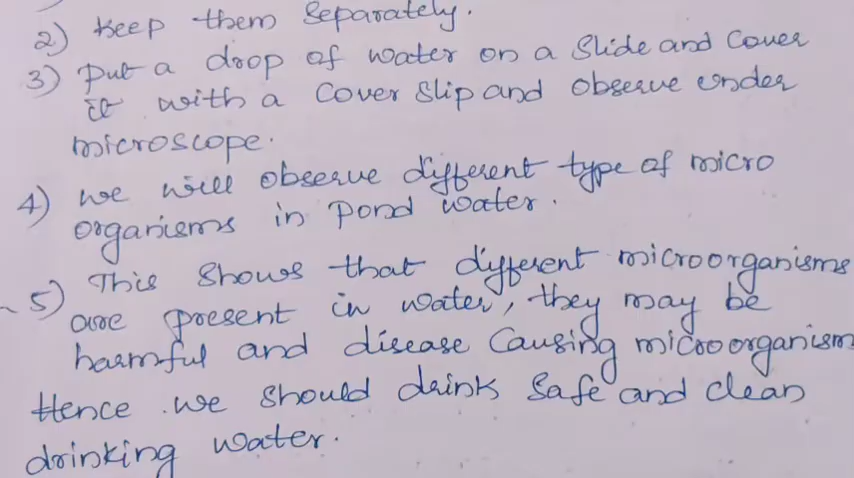 2) Keep them Separately.
3) Put a drop of water on a Slide and Cover
it with a Cover Slip and observe under
microscope.
4) we will observe different type of micro
organisms in Pond water.
5) This Shows that different microorganisms
are present in water, they may be
harmful and disease Causing microorganism
Hence we should drink Safe and clean
drinking water.